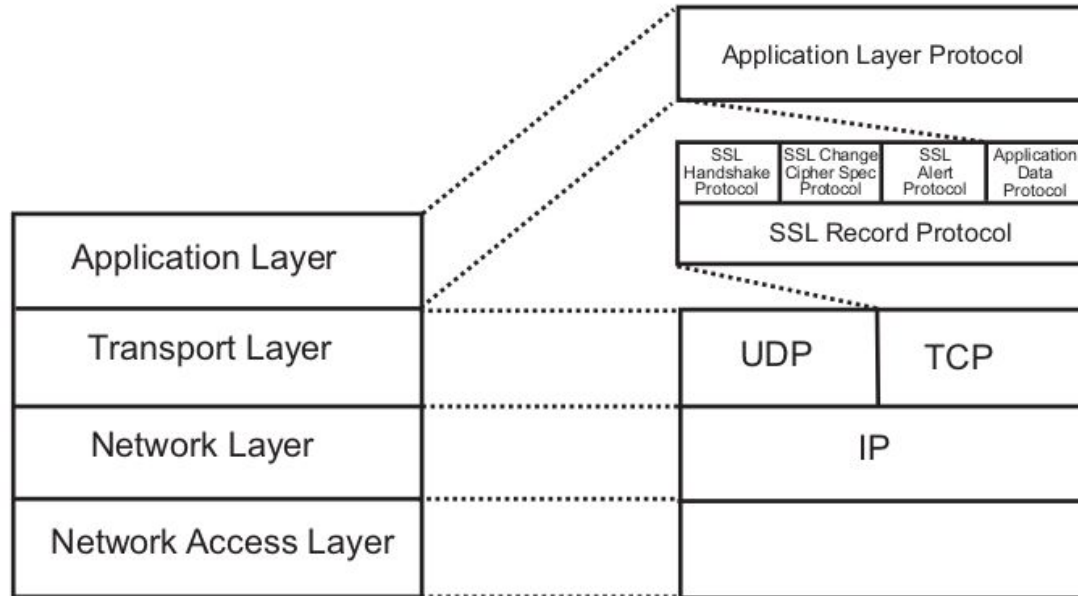 Application Layer Protocol
SSL
Handshake
Protocol
SSL Change
Cipher Spec
Protocol
SSL
Alert
Protocol
Application
Data
Protocol
SSL Record Protocol
Application Layer
Transport Layer
UDP
TCP
Network Layer
IP
Network Access Layer